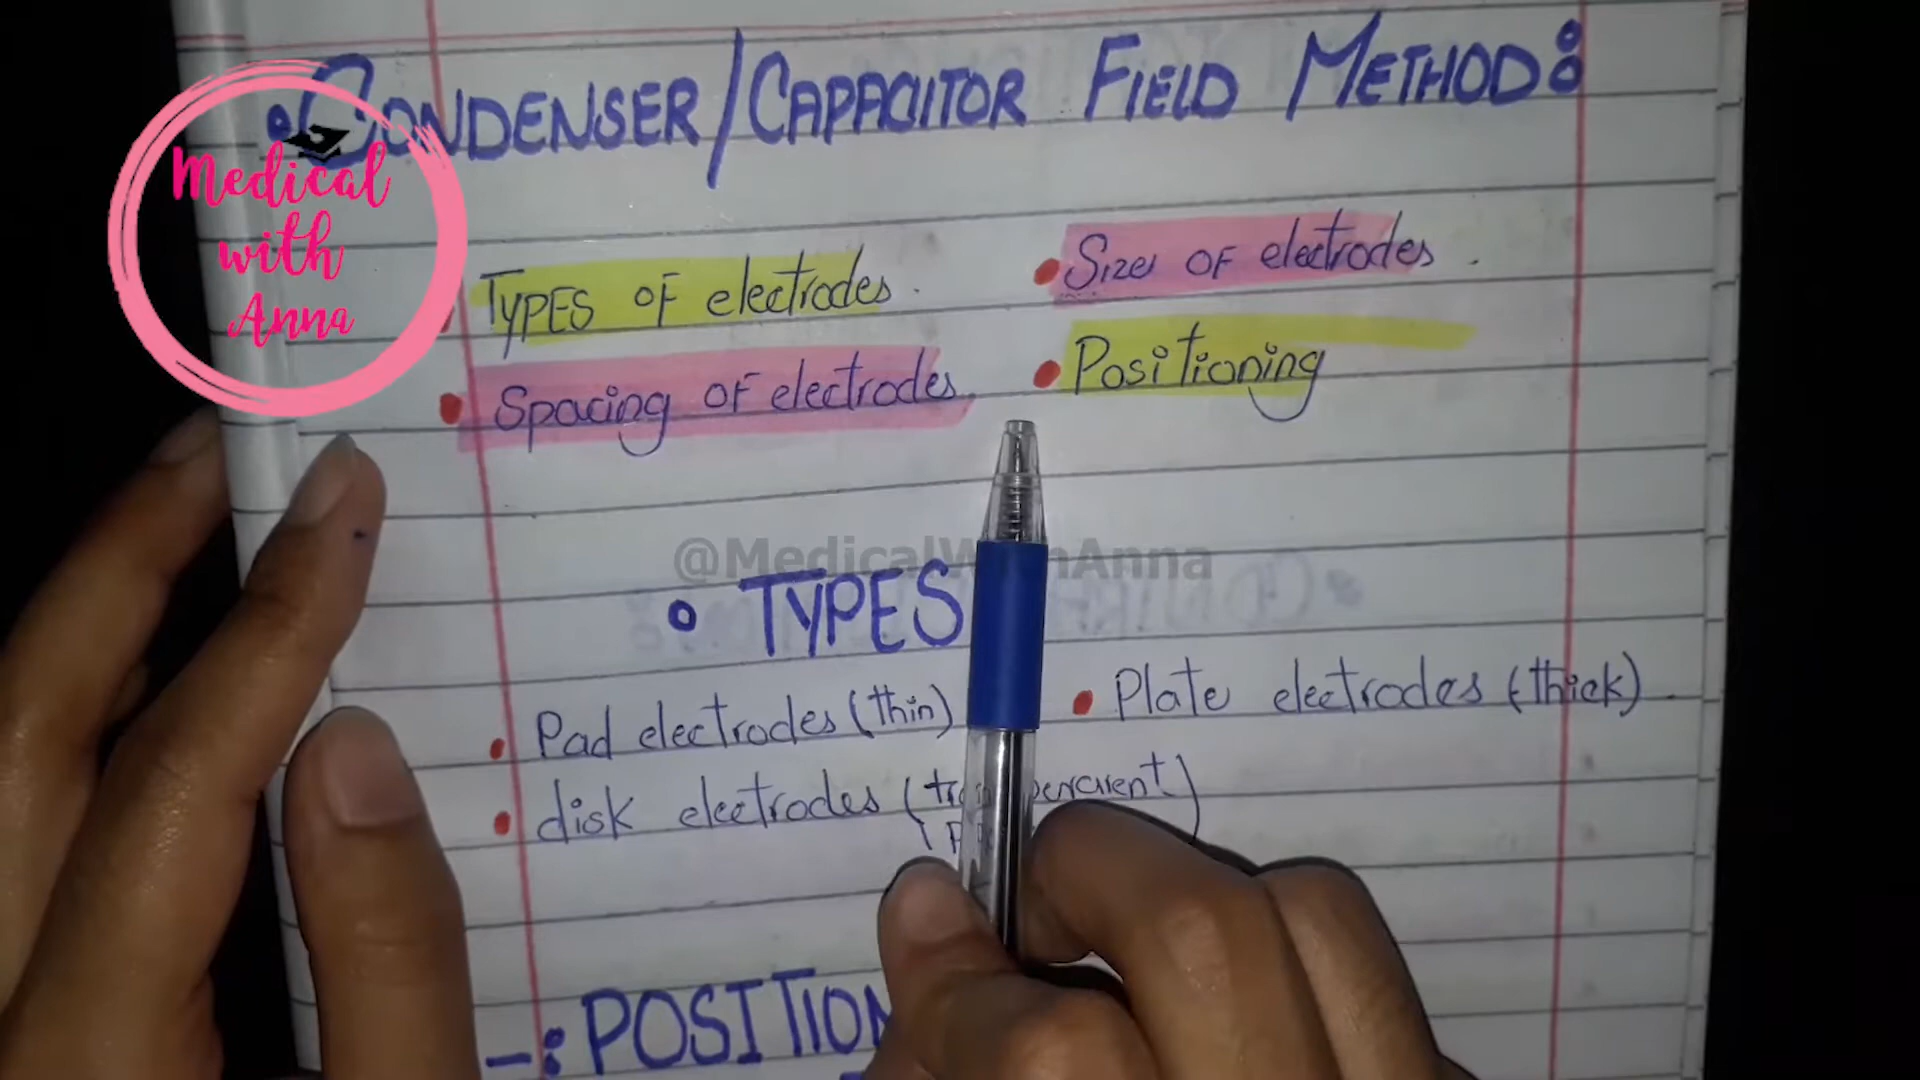 • CONDENSER/CAPACITOR FIELD METHOD:
Medical
with
Anna
TYPES OF electrodes.
• Sizes OF electrodes.
• Spacing OF electrodes.
• Positioning
@MedicalWithAnna
• TYPES
• Pad electrodes (thin)
• Plate electrodes (thick).
• disk electrodes (
-: POSITION